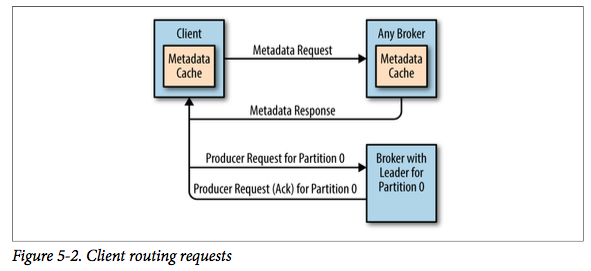 Client
Metadata
Cache
Metadata Request
Any Broker
Metadata
Cache
Metadata Response
Producer Request for Partition 0
Producer Request (Ack) for Partition 0
Broker with
Leader for
Partition 0
Figure 5-2. Client routing requests